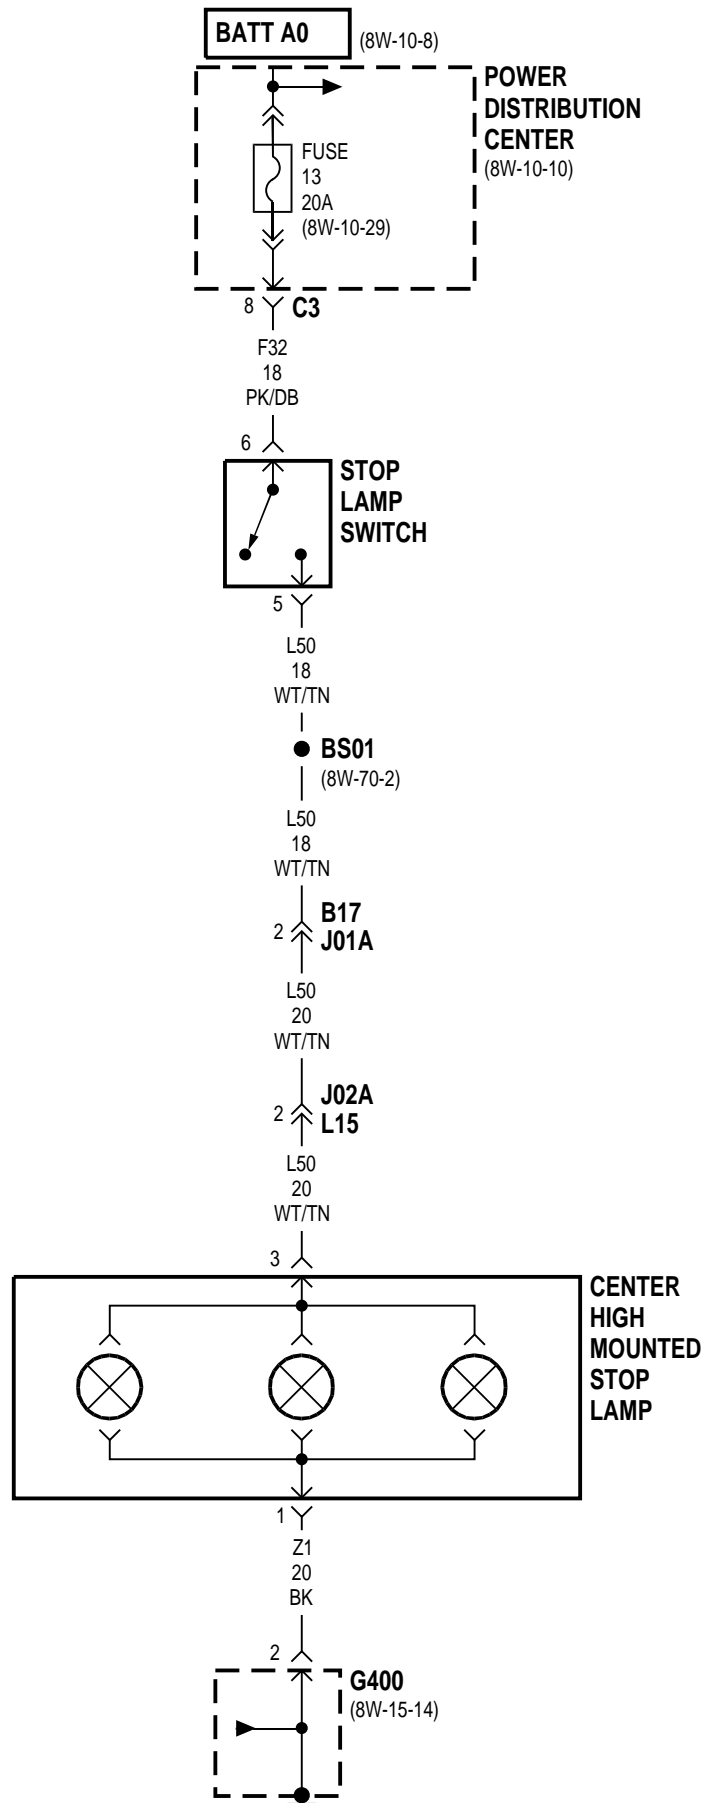 BATT A0
(8W-10-8)
POWER
DISTRIBUTION
CENTER
(8W-10-10)
FUSE
13
20A
(8W-10-29)
8
C3
F32
18
PK/DB
6
STOP
LAMP
SWITCH
5
L50
18
WT/TN
BS01
(8W-70-2)
L50
18
WT/TN
B17
2
J01A
L50
20
WT/TN
J02A
2
L15
L50
20
WT/TN
3
CENTER
HIGH
MOUNTED
STOP
LAMP
1
Z1
20
BK
2
G400
(8W-15-14)